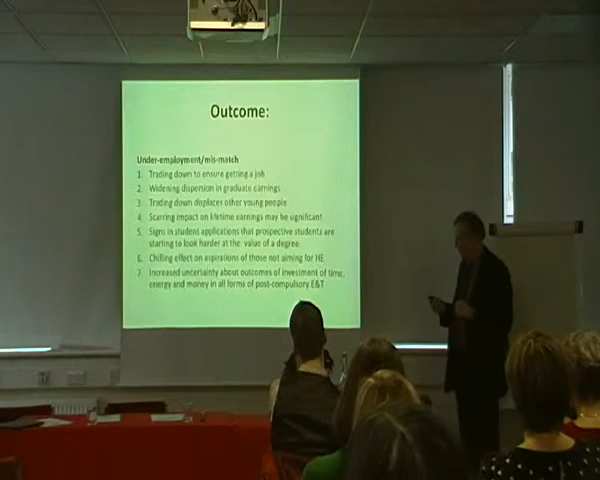 Outcome:
Under-employment/mis-match
1. Trading down to ensure getting a job
2. Widening dispersion in graduate earnings
3. Trading down displaces other young people
4. Scarring impact on lifetime earnings may be significant
5. Signs in student applications that prospective students are
starting to look harder at the value of a degree
6. Chilling effect on aspirations of those not aiming for HE
7. Increased uncertainty about outcomes of investment of time,
energy and money in all forms of post-compulsory E&T